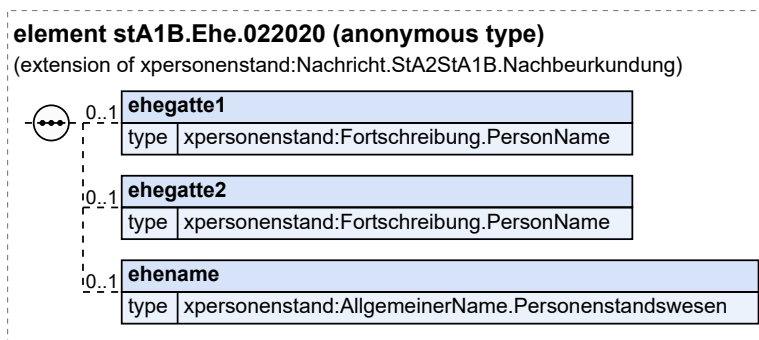 element stA1B.Ehe.022020 (anonymous type)
(extension of xpersonenstand:Nachricht.StA2StA1B.Nachbeurkundung)
0..1
ehegatte1
type xpersonenstand:Fortschreibung.PersonName
0..1
ehegatte2
type xpersonenstand:Fortschreibung.PersonName
0..1
ehename
type xpersonenstand:AllgemeinerName.Personenstandswesen